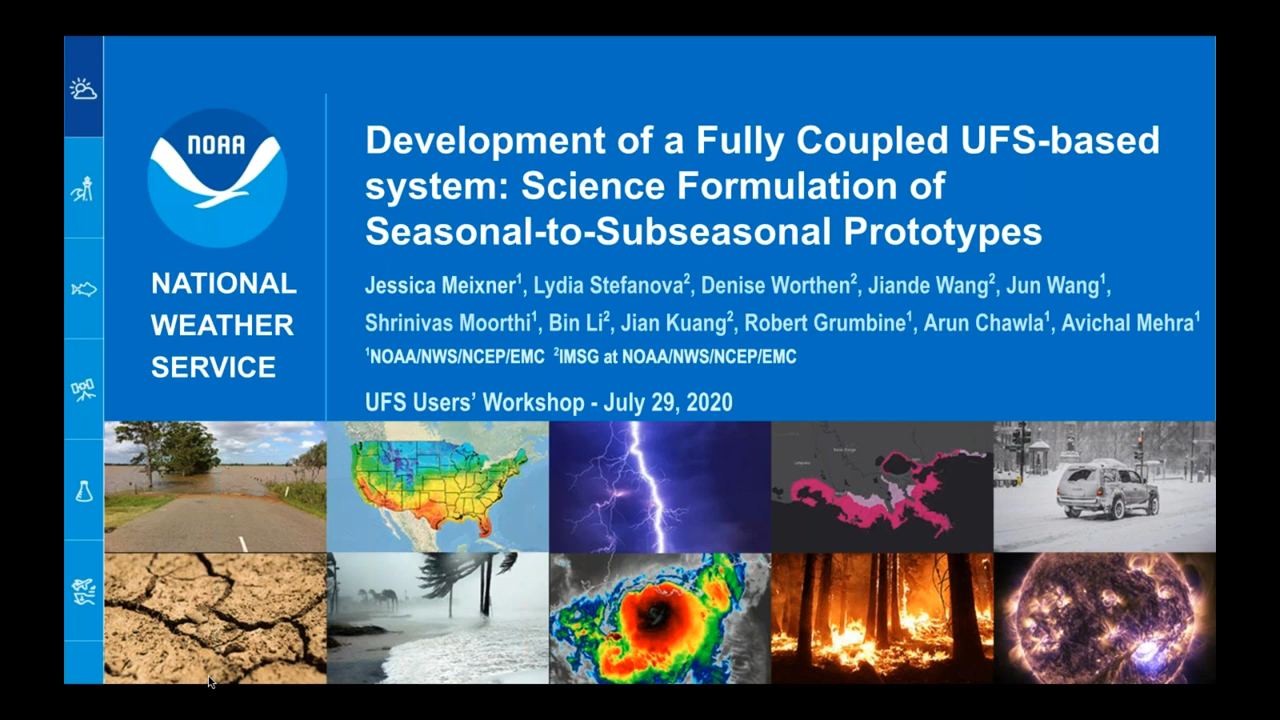 NOAA
NATIONAL
WEATHER
SERVICE
Development of a Fully Coupled UFS-based
system: Science Formulation of
Seasonal-to-Subseasonal Prototypes
Jessica Meixner¹, Lydia Stefanova², Denise Worthen², Jiande Wang², Jun Wang¹,
Shrinivas Moorthi¹, Bin Li², Jian Kuang², Robert Grumbine¹, Arun Chawla¹, Avichal Mehra¹
¹NOAA/NWS/NCEP/EMC ²IMSG at NOAA/NWS/NCEP/EMC
UFS Users’ Workshop - July 29, 2020